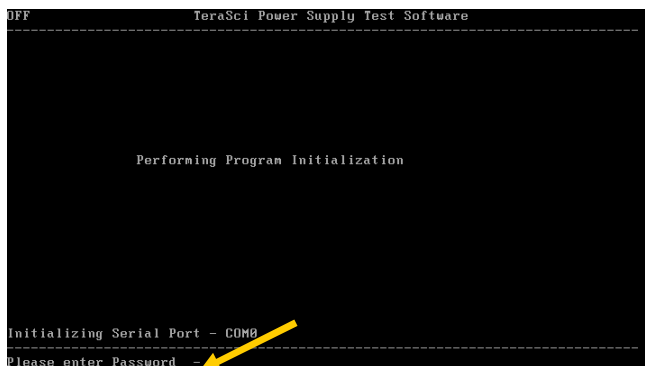 OFF TeraSci Power Supply Test Software
Performing Program Initialization
Initializing Serial Port - COM0
Please enter Password -